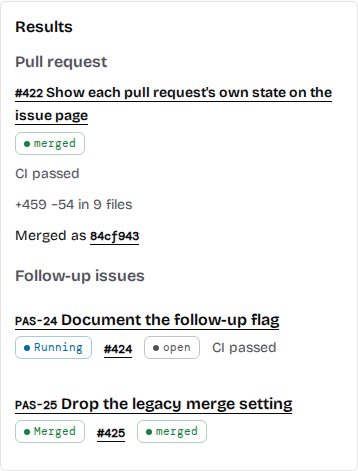 Results
Pull request
#422 Show each pull request's own state on the
issue page
merged
CI passed
+459 −54 in 9 files
Merged as 84cf943
Follow-up issues
PAS-24 Document the follow-up flag
Running #424 open CI passed
PAS-25 Drop the legacy merge setting
Merged #425 merged